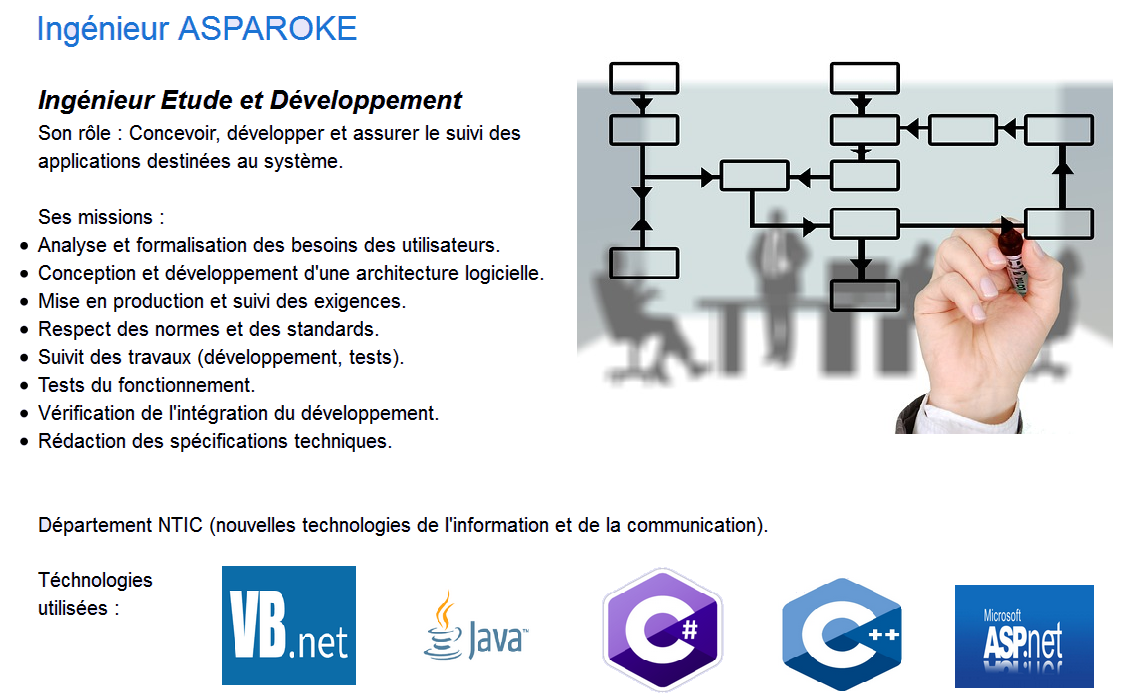 Ingénieur ASPAROKE
Ingénieur Etude et Développement
Son rôle : Concevoir, développer et assurer le suivi des
applications destinées au système.
Ses missions :
Analyse et formalisation des besoins des utilisateurs.
Conception et développement d'une architecture logicielle.
Mise en production et suivi des exigences.
Respect des normes et des standards.
Suivit des travaux (développement, tests).
Tests du fonctionnement.
Vérification de l'intégration du développement.
Rédaction des spécifications techniques.
Département NTIC (nouvelles technologies de l'information et de la communication).
Téchnologies
utilisées :
VB.net
Java™
C#
C++
Microsoft
ASP.net